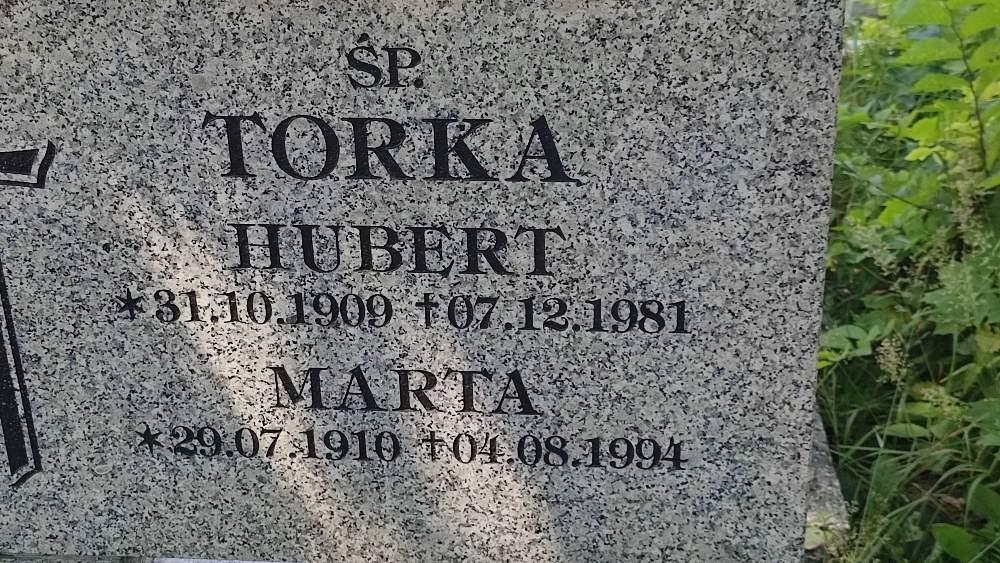 ŚP.
TORKA
HUBERT
*31.10.1909 †07.12.1981
MARTA
*29.07.1910 †04.08.1994